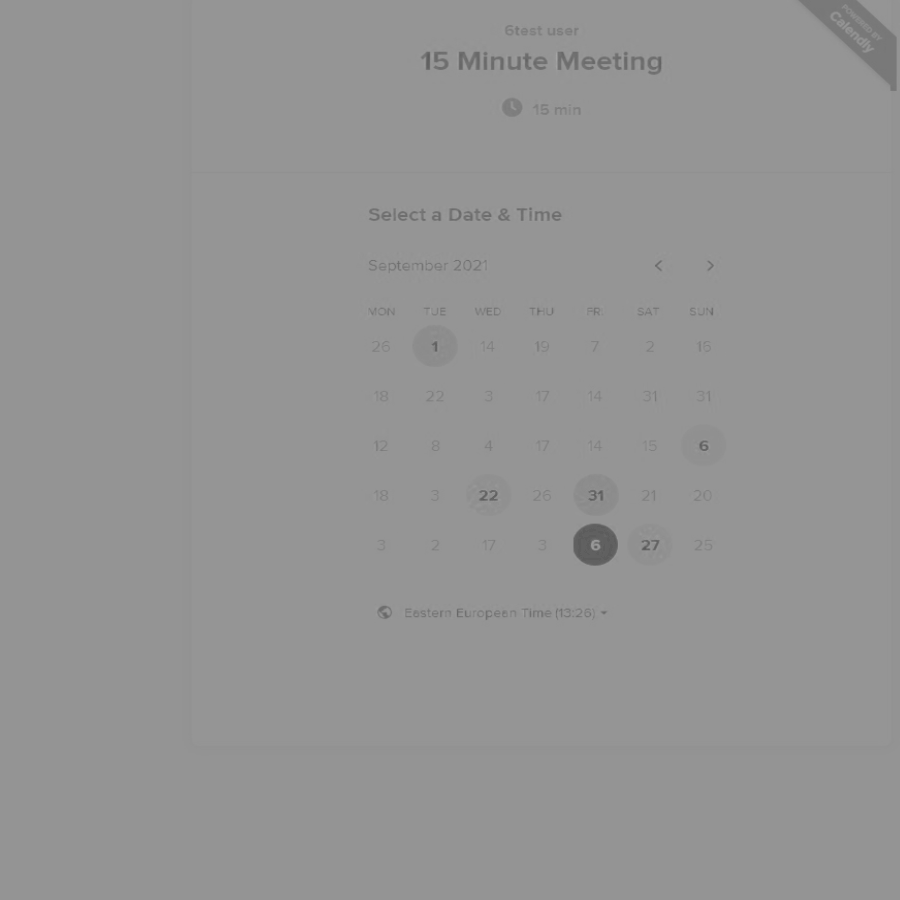 POWERED BY
Calendly
6test user
15 Minute Meeting
15 min
Select a Date & Time
September 2021
MON TUE WED THU FRI SAT SUN
26 1 14 19 7 2 15
18 22 3 17 14 31 31
12 8 4 17 14 15 6
18 3 22 26 31 21 20
3 2 17 3 6 27 25
Eastern European Time (13:26)